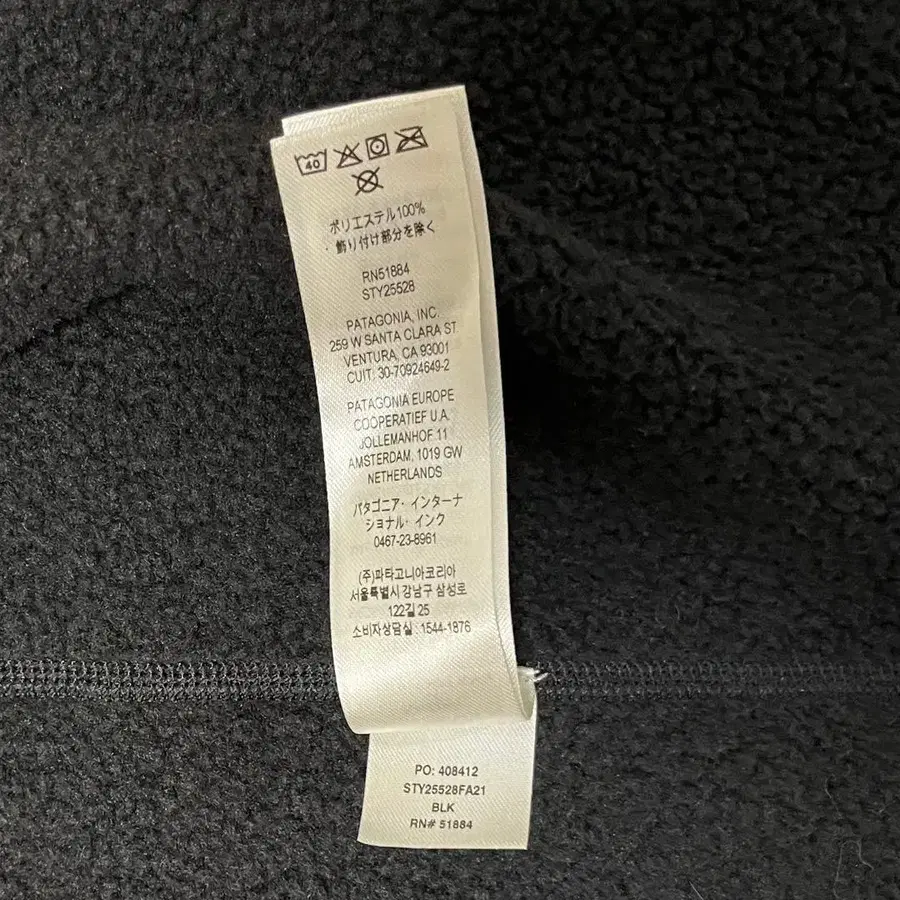 40
ポリエステル100%
・飾り付け部分を除く
RN51884
STY25528
PATAGONIA, INC.
259 W SANTA CLARA ST
VENTURA, CA 93001
CUIT: 30-70924649-2
PATAGONIA EUROPE
COOPERATIEF U.A.
JOLLEMANHOF 11
AMSTERDAM, 1019 GW
NETHERLANDS
パタゴニア・インターナ
ショナル・インク
0467-23-8961
(주)파타고니아코리아
서울특별시 강남구 삼성로
122길 25
소비자상담실 : 1544-1876
PO: 408412
STY25528FA21
BLK
RN# 51884